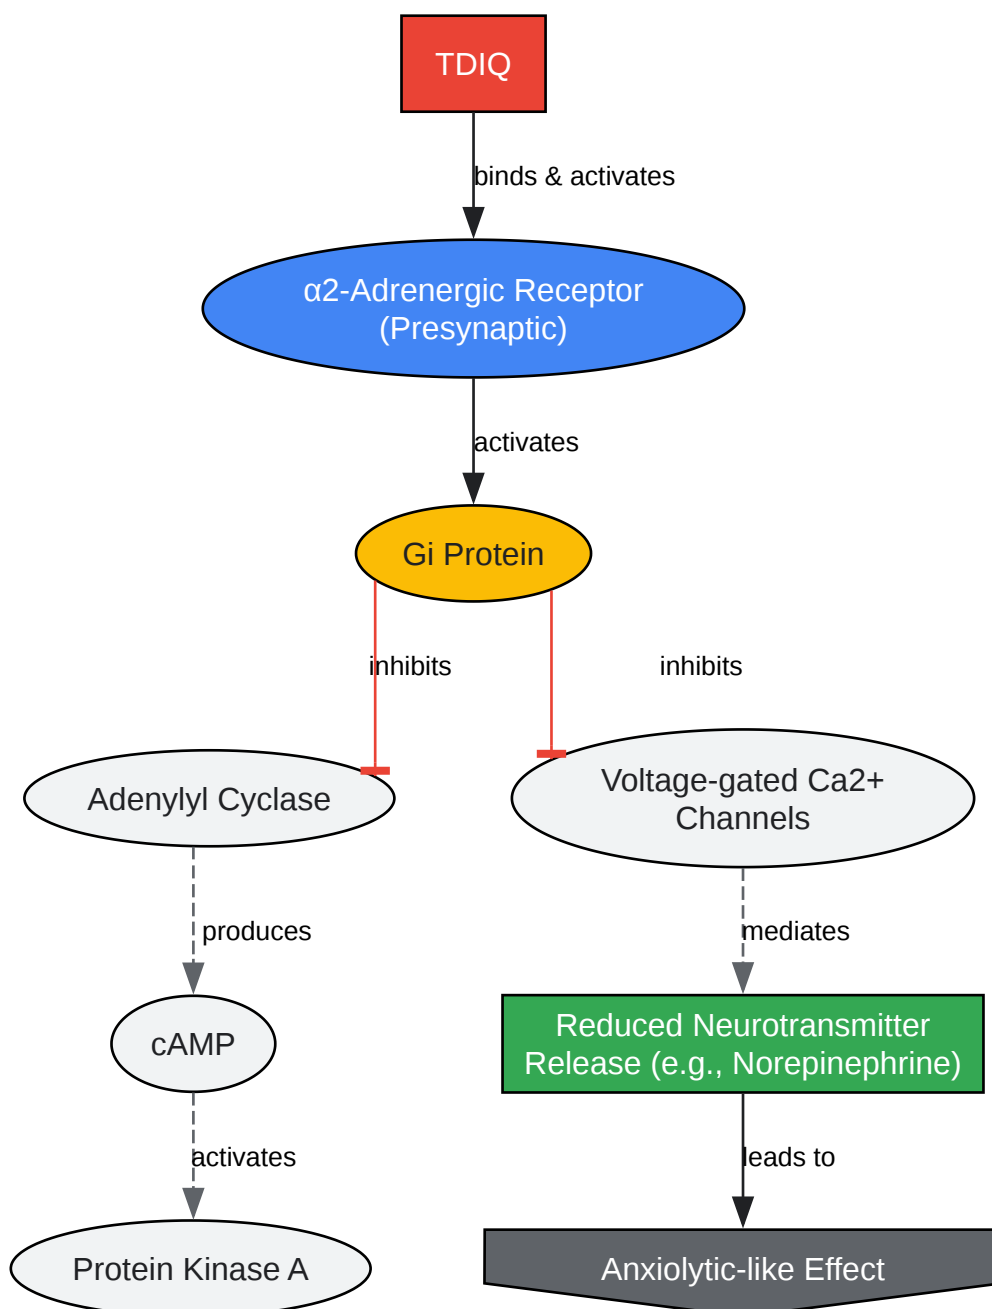 TDIQ
binds & activates
α2-Adrenergic Receptor
(Presynaptic)
activates
Gi Protein
inhibits
inhibits
Adenylyl Cyclase
Voltage-gated Ca2+
Channels
produces
mediates
cAMP
Reduced Neurotransmitter
Release (e.g., Norepinephrine)
activates
leads to
Protein Kinase A
Anxiolytic-like Effect